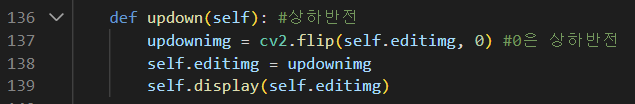 136 def updown(self): #상하반전
137 updownimg = cv2.flip(self.editimg, 0) #0은 상하반전
138 self.editimg = updownimg
139 self.display(self.editimg)